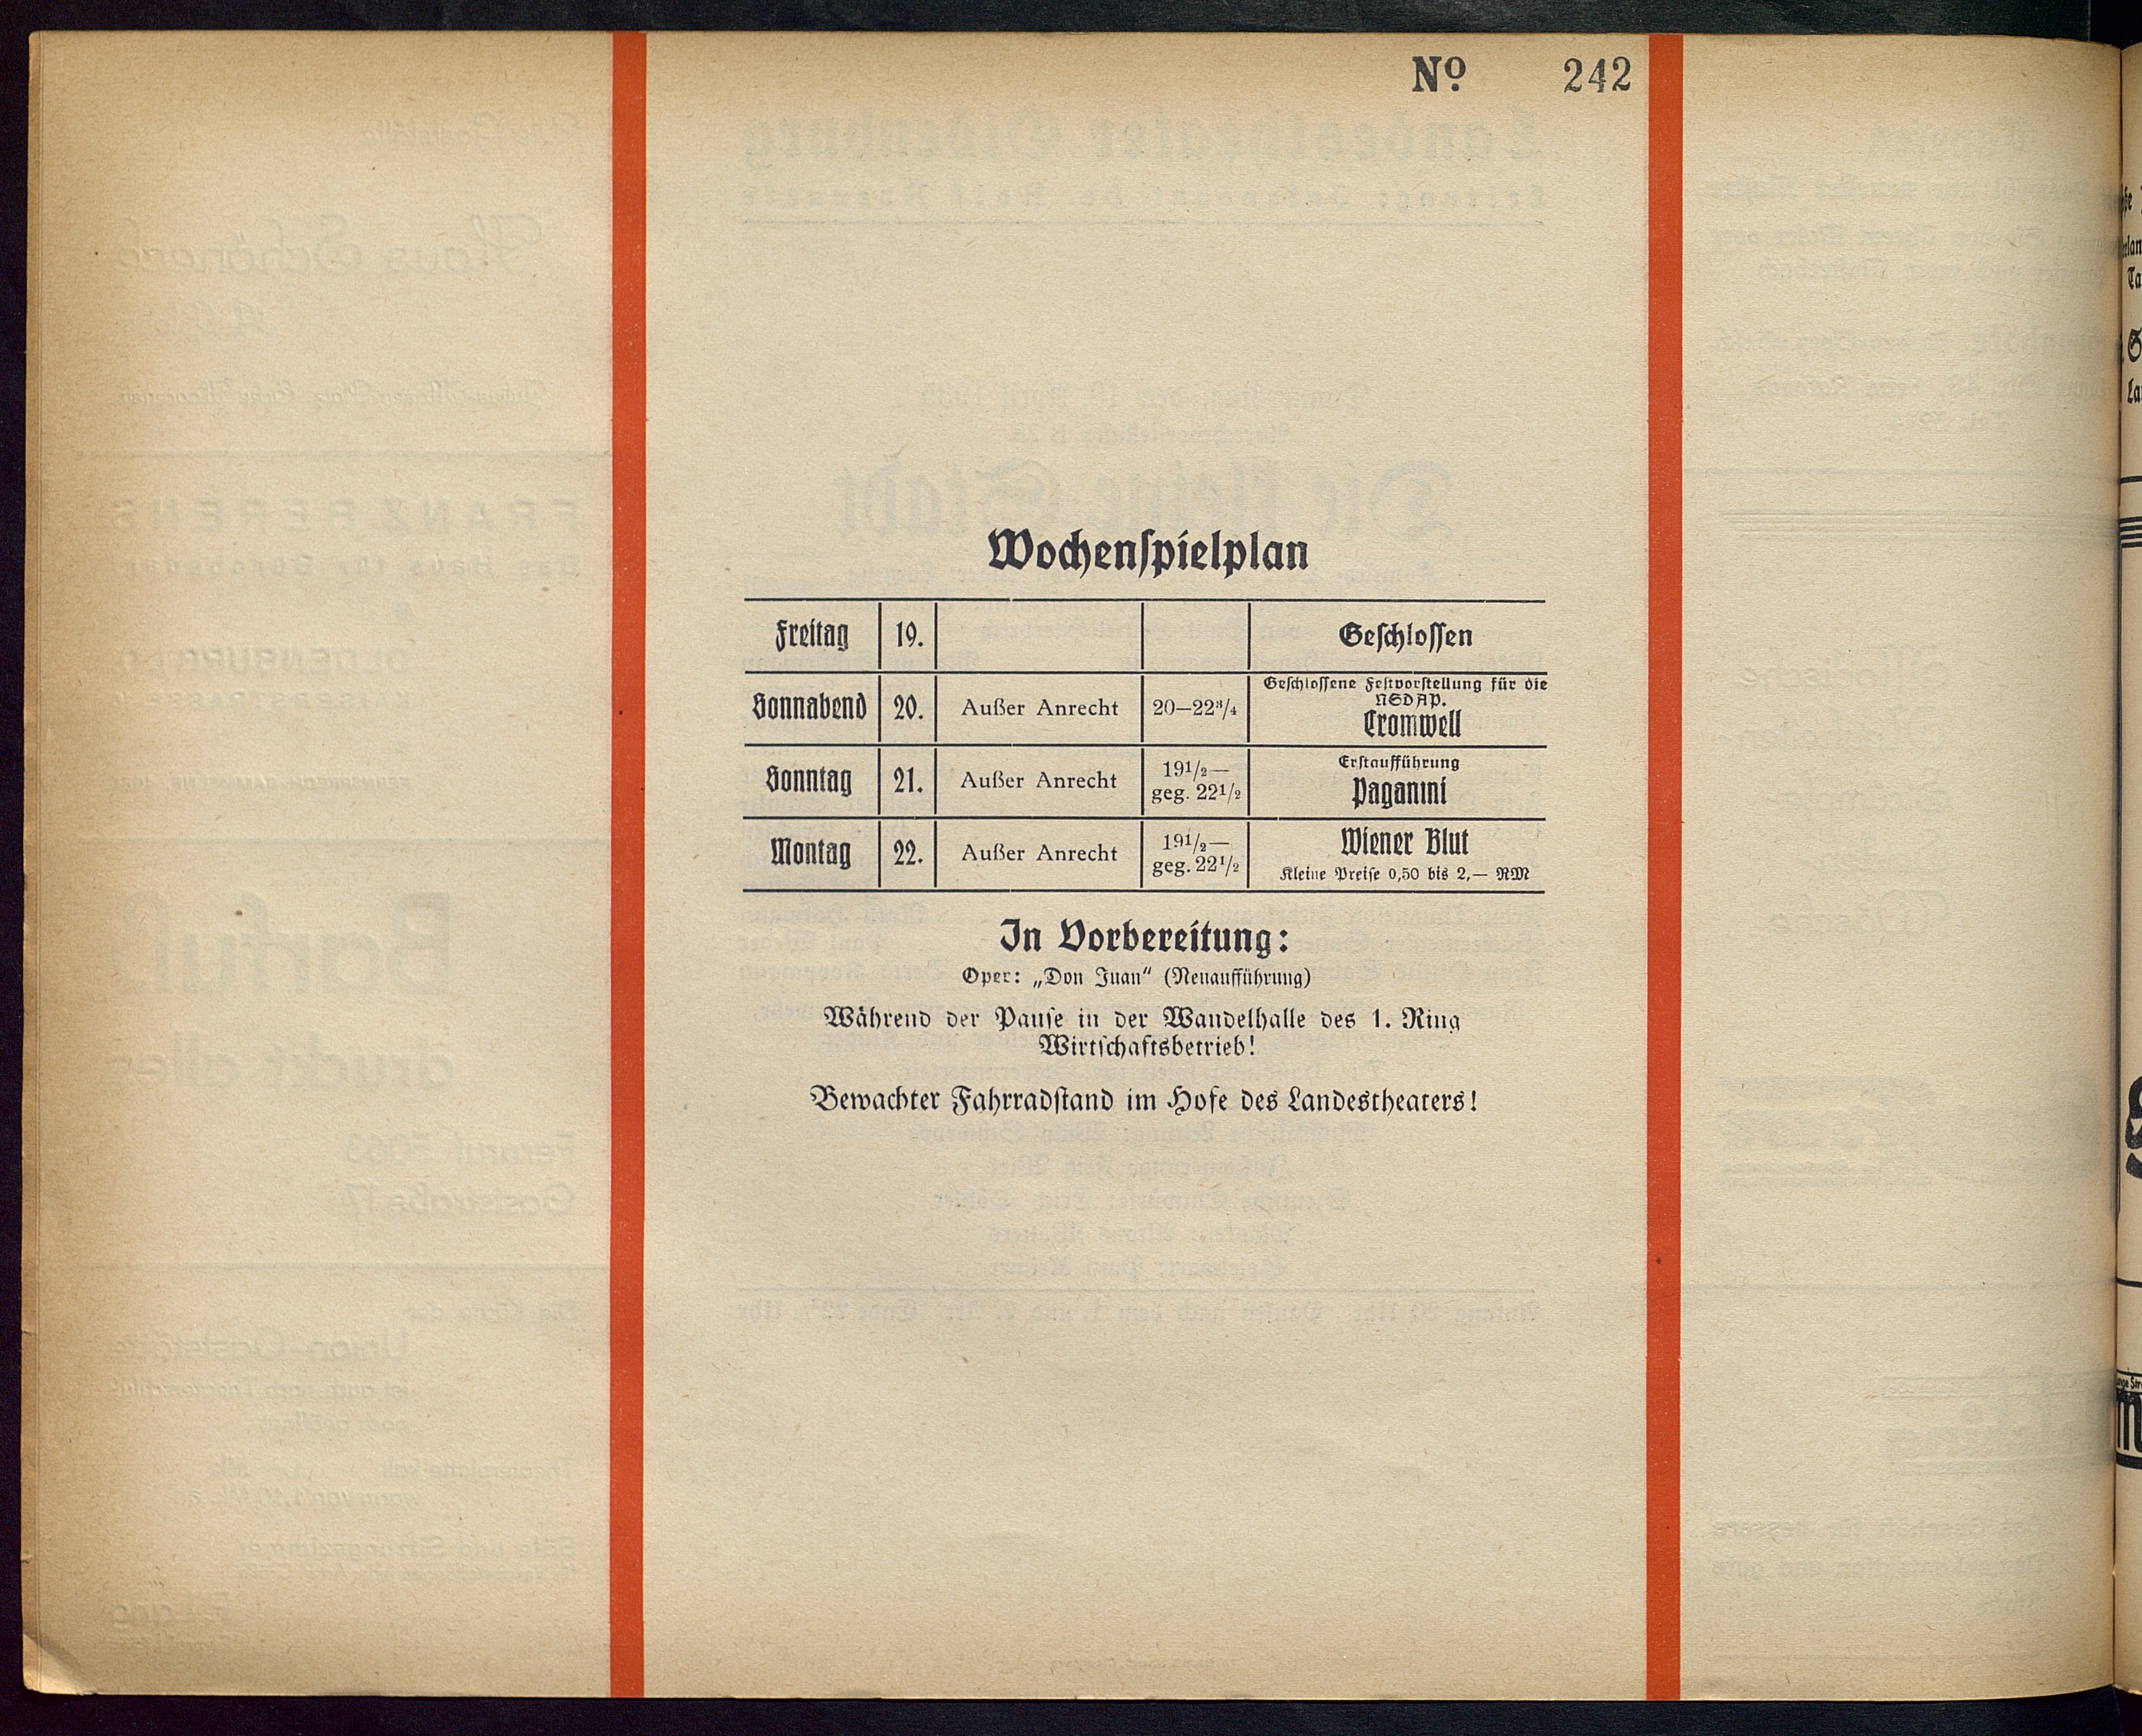 No. 242
Wochenspielplan
Freitag 19. Geschlossen
Sonnabend 20. Außer Anrecht 20—22³/₄ Geschlossene Festvorstellung für die
NSDAP.
Cromwell
Sonntag 21. Außer Anrecht 19¹/₂—
geg. 22¹/₂ Erstaufführung
Paganini
Montag 22. Außer Anrecht 19¹/₂—
geg. 22¹/₂ Wiener Blut
Kleine Preise 0,50 bis 2,— RM
In Vorbereitung:
Oper: „Don Juan“ (Neuaufführung)
Während der Pause in der Wandelhalle des 1. Ring
Wirtschaftsbetrieb!
Bewachter Fahrradstand im Hofe des Landestheaters!